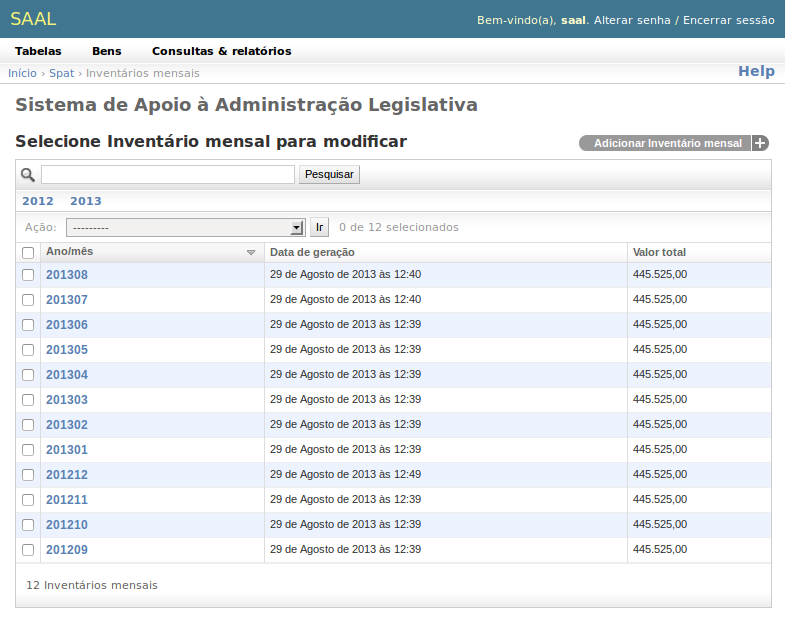 SAAL
Bem-vindo(a), saal. Alterar senha / Encerrar sessão
Tabelas Bens Consultas & relatórios
Início › Spat › Inventários mensais
Help
Sistema de Apoio à Administração Legislativa
Selecione Inventário mensal para modificar
Adicionar Inventário mensal +
Pesquisar
2012 2013
Ação: --------- Ir 0 de 12 selecionados
Ano/mês Data de geração Valor total
201308 29 de Agosto de 2013 às 12:40 445.525,00
201307 29 de Agosto de 2013 às 12:40 445.525,00
201306 29 de Agosto de 2013 às 12:39 445.525,00
201305 29 de Agosto de 2013 às 12:39 445.525,00
201304 29 de Agosto de 2013 às 12:39 445.525,00
201303 29 de Agosto de 2013 às 12:39 445.525,00
201302 29 de Agosto de 2013 às 12:39 445.525,00
201301 29 de Agosto de 2013 às 12:39 445.525,00
201212 29 de Agosto de 2013 às 12:49 445.525,00
201211 29 de Agosto de 2013 às 12:39 445.525,00
201210 29 de Agosto de 2013 às 12:39 445.525,00
201209 29 de Agosto de 2013 às 12:39 445.525,00
12 Inventários mensais